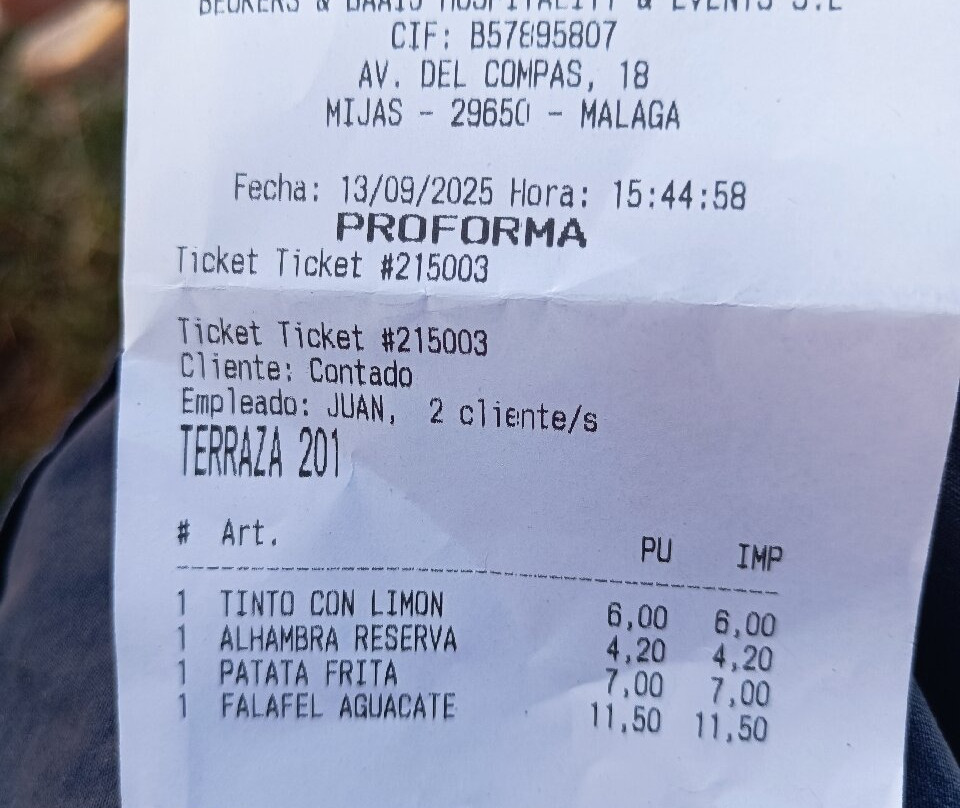 & HOSPITALITY & EVENTS S.L
CIF: B57895807
AV. DEL COMPAS, 18
MIJAS - 29650 - MALAGA
Fecha: 13/09/2025 Hora: 15:44:58
PROFORMA
Ticket Ticket #215003
Ticket Ticket #215003
Cliente: Contado
Empleado: JUAN, 2 cliente/s
TERRAZA 201
# Art. PU IMP
1 TINTO CON LIMON 6,00 6,00
1 ALHAMBRA RESERVA 4,20 4,20
1 PATATA FRITA 7,00 7,00
1 FALAFEL AGUACATE 11,50 11,50